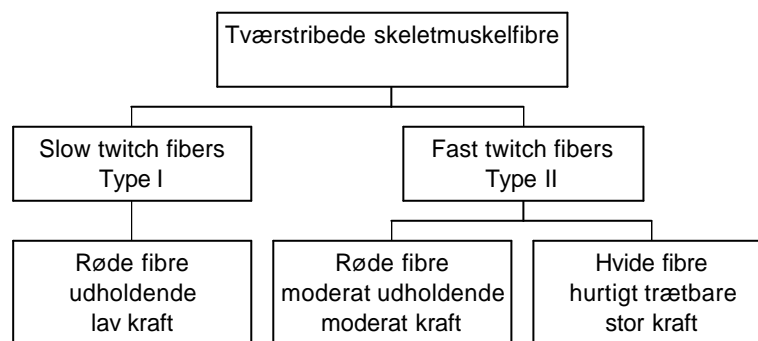 Tværstribede skeletmuskelfibre
Slow twitch fibers
Type I
Fast twitch fibers
Type II
Røde fibre
udholdende
lav kraft
Røde fibre
moderat udholdende
moderat kraft
Hvide fibre
hurtigt trætbare
stor kraft